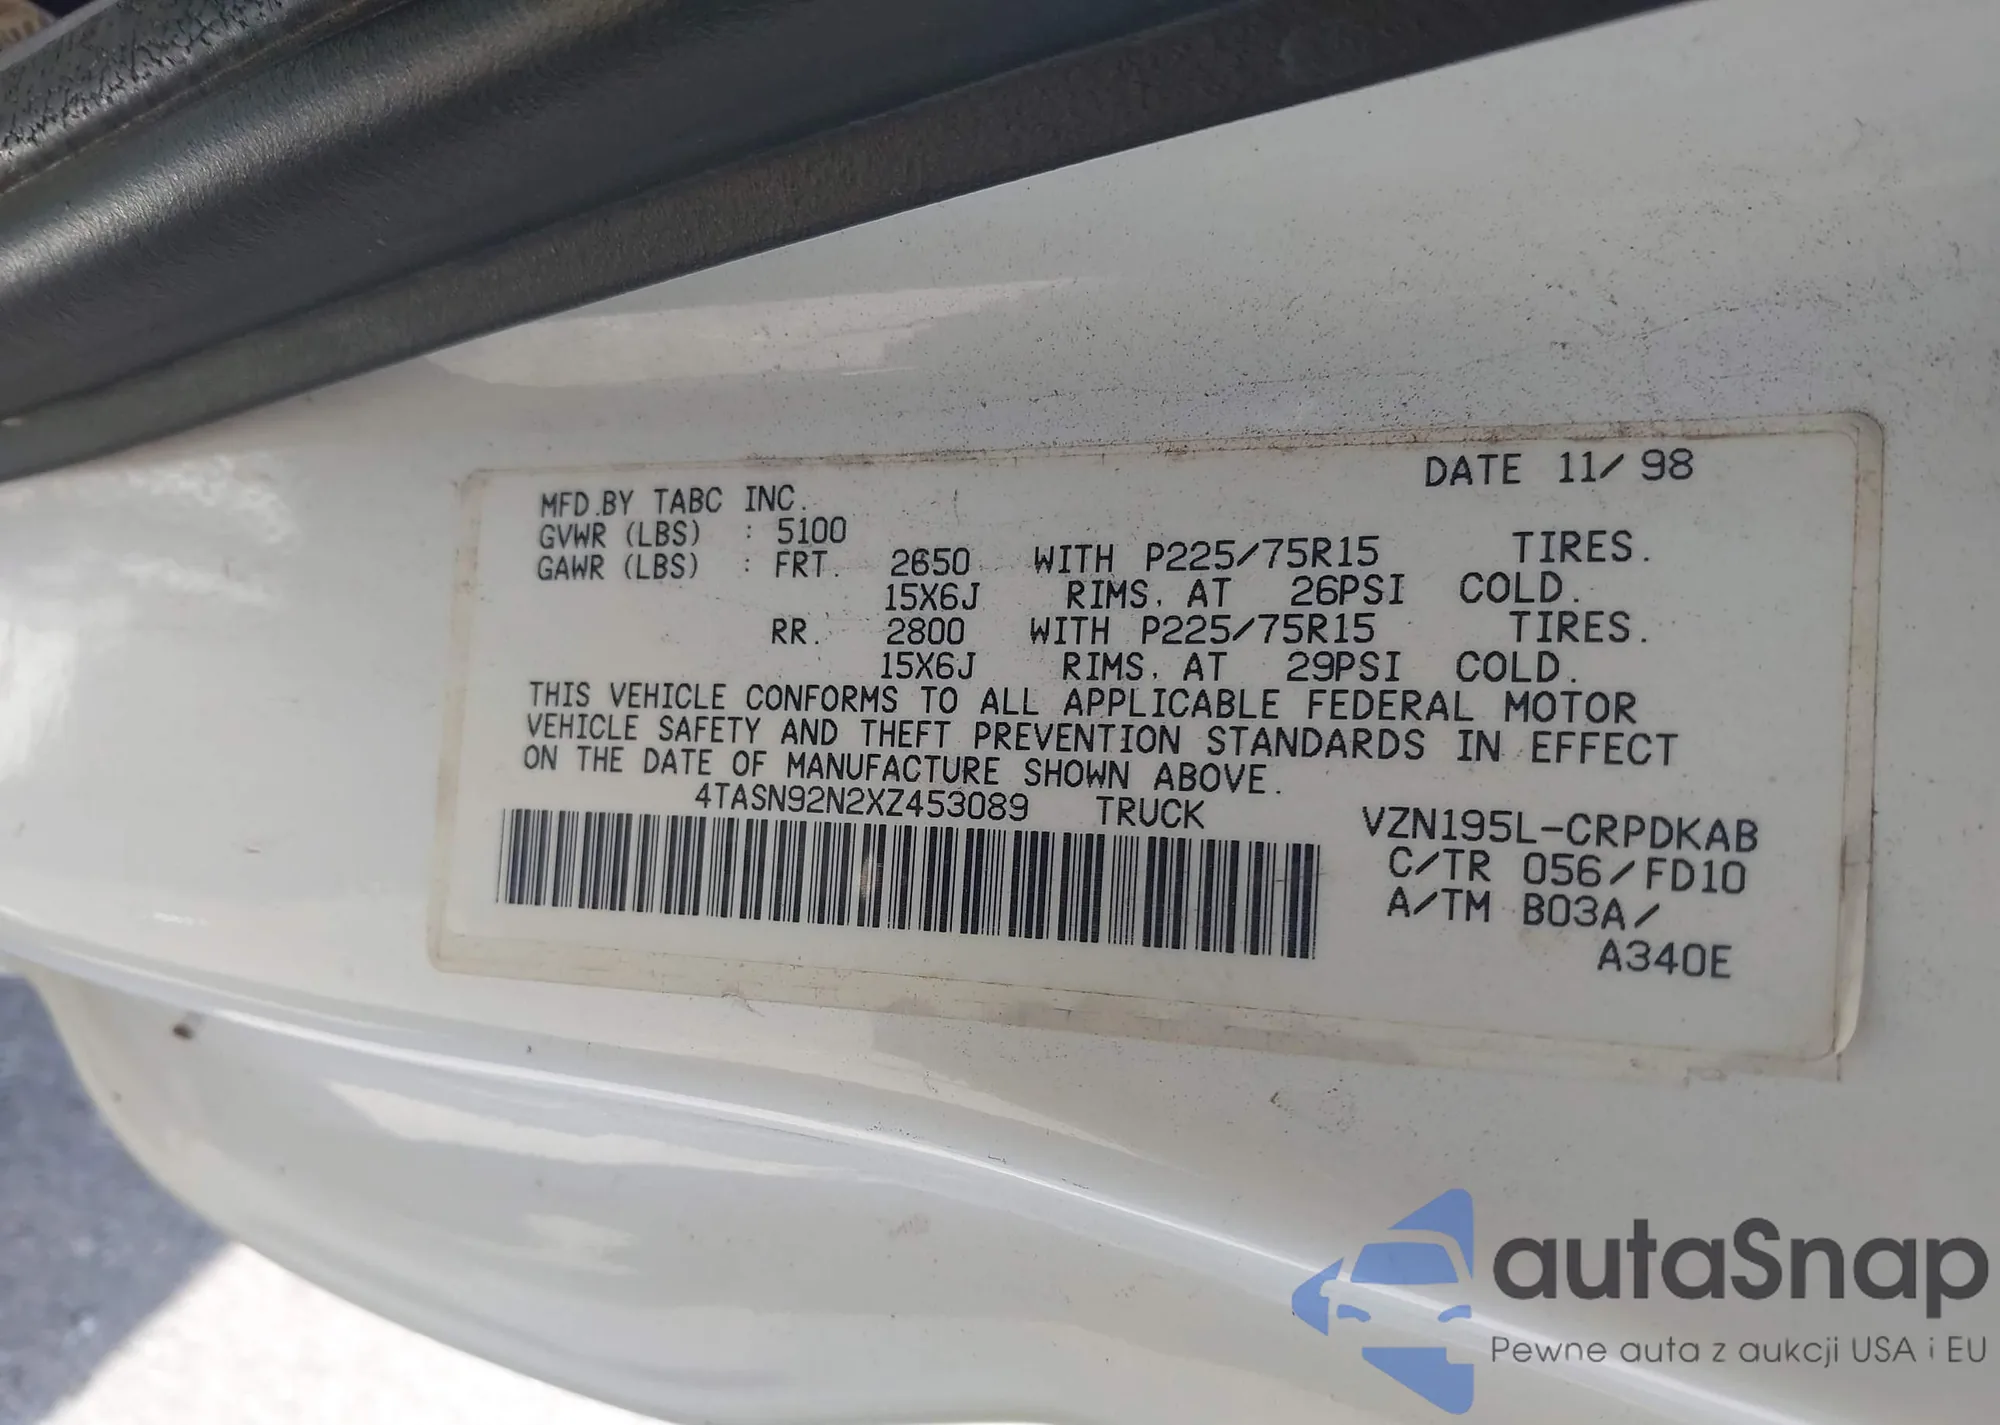 DATE 11/ 98
MFD.BY TABC INC.
GVWR (LBS) : 5100
GAWR (LBS) : FRT. 2650 WITH P225/75R15 TIRES.
15X6J RIMS, AT 26PSI COLD.
RR. 2800 WITH P225/75R15 TIRES.
15X6J RIMS, AT 29PSI COLD.
THIS VEHICLE CONFORMS TO ALL APPLICABLE FEDERAL MOTOR
VEHICLE SAFETY AND THEFT PREVENTION STANDARDS IN EFFECT
ON THE DATE OF MANUFACTURE SHOWN ABOVE.
4TASN92N2XZ453089 TRUCK VZN195L-CRPDKAB
C/TR 056/FD10
A/TM B03A/
A340E
autaSnap
Pewne auta z aukcji USA i EU